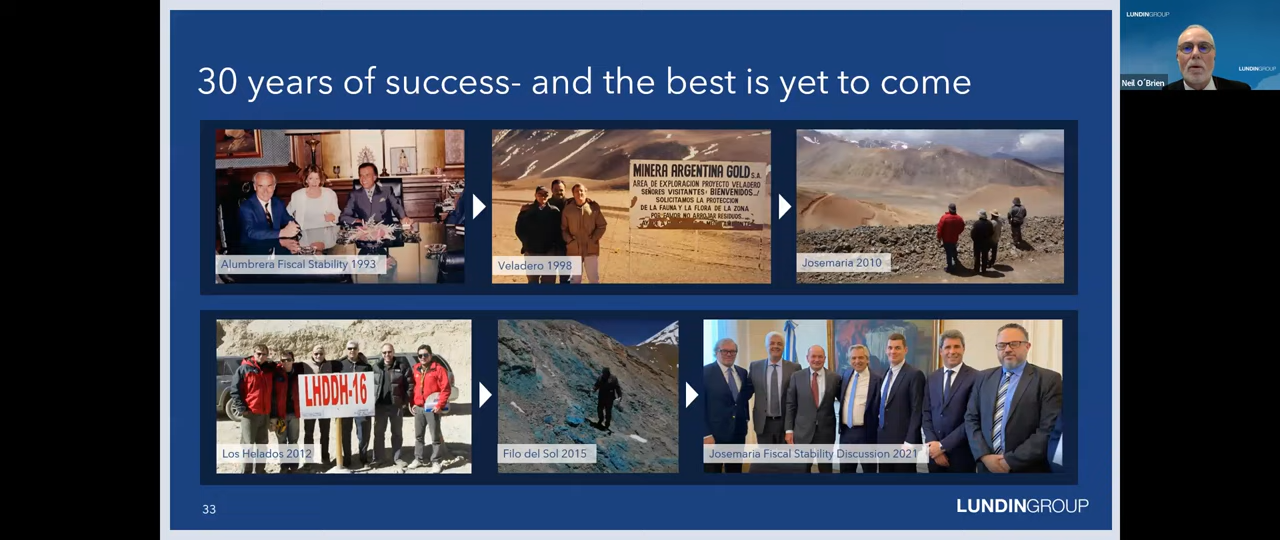 30 years of success- and the best is yet to come
Alumbrera Fiscal Stability 1993
MINERA ARGENTINA GOLD S.A.
AREA DE EXPLORACION PROYECTO VELADERO
SEÑORES VISITANTES: BIENVENIDOS...!
SOLICITAMOS LA PROTECCION
DE LA FAUNA Y LA FLORA DE LA ZONA
POR FAVOR NO ARROJAR RESIDUOS...
Veladero 1998
Josemaria 2010
LHDDH-16
Los Helados 2012
Filo del Sol 2015
Josemaria Fiscal Stability Discussion 2021
33
LUNDINGROUP
LUNDINGROUP
LUNDINGROUP
Neil O´Brien